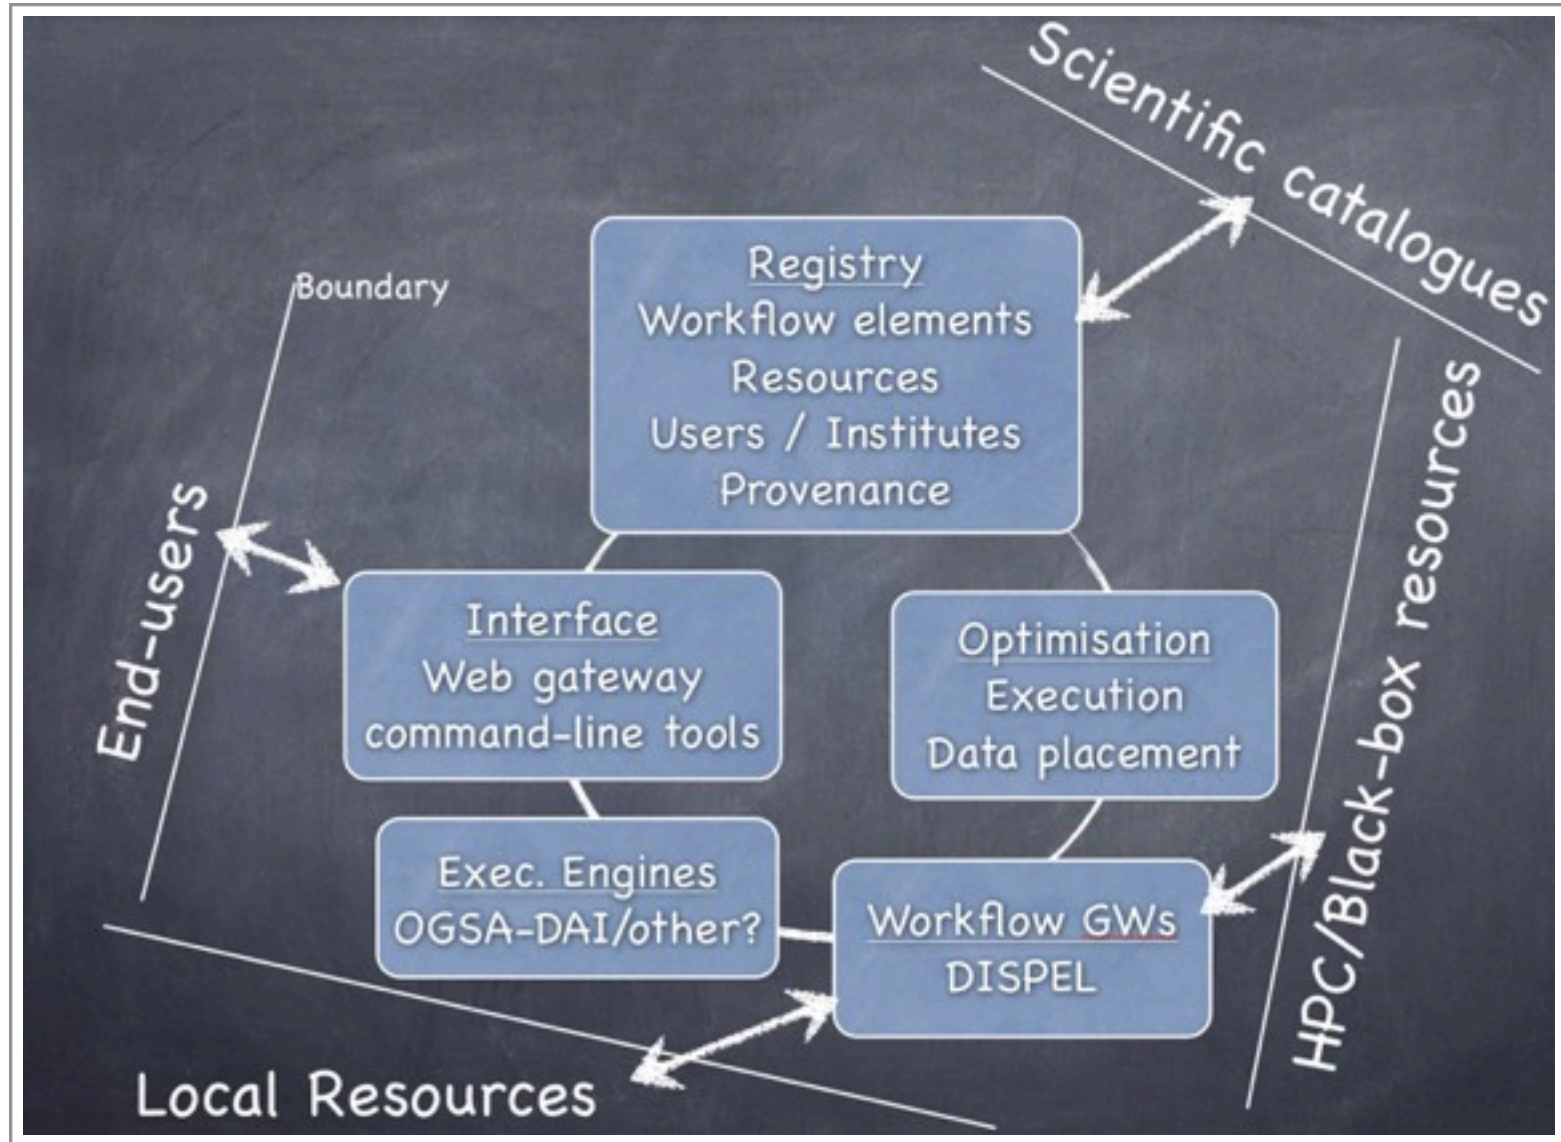 Scientific catalogues
Boundary
Registry
Workflow elements
Resources
Users / Institutes
Provenance
End-users
Interface
Web gateway
command-line tools
Optimisation
Execution
Data placement
HPC/Black-box resources
Exec. Engines
OGSA-DAI/other?
Workflow GWs
DISPEL
Local Resources